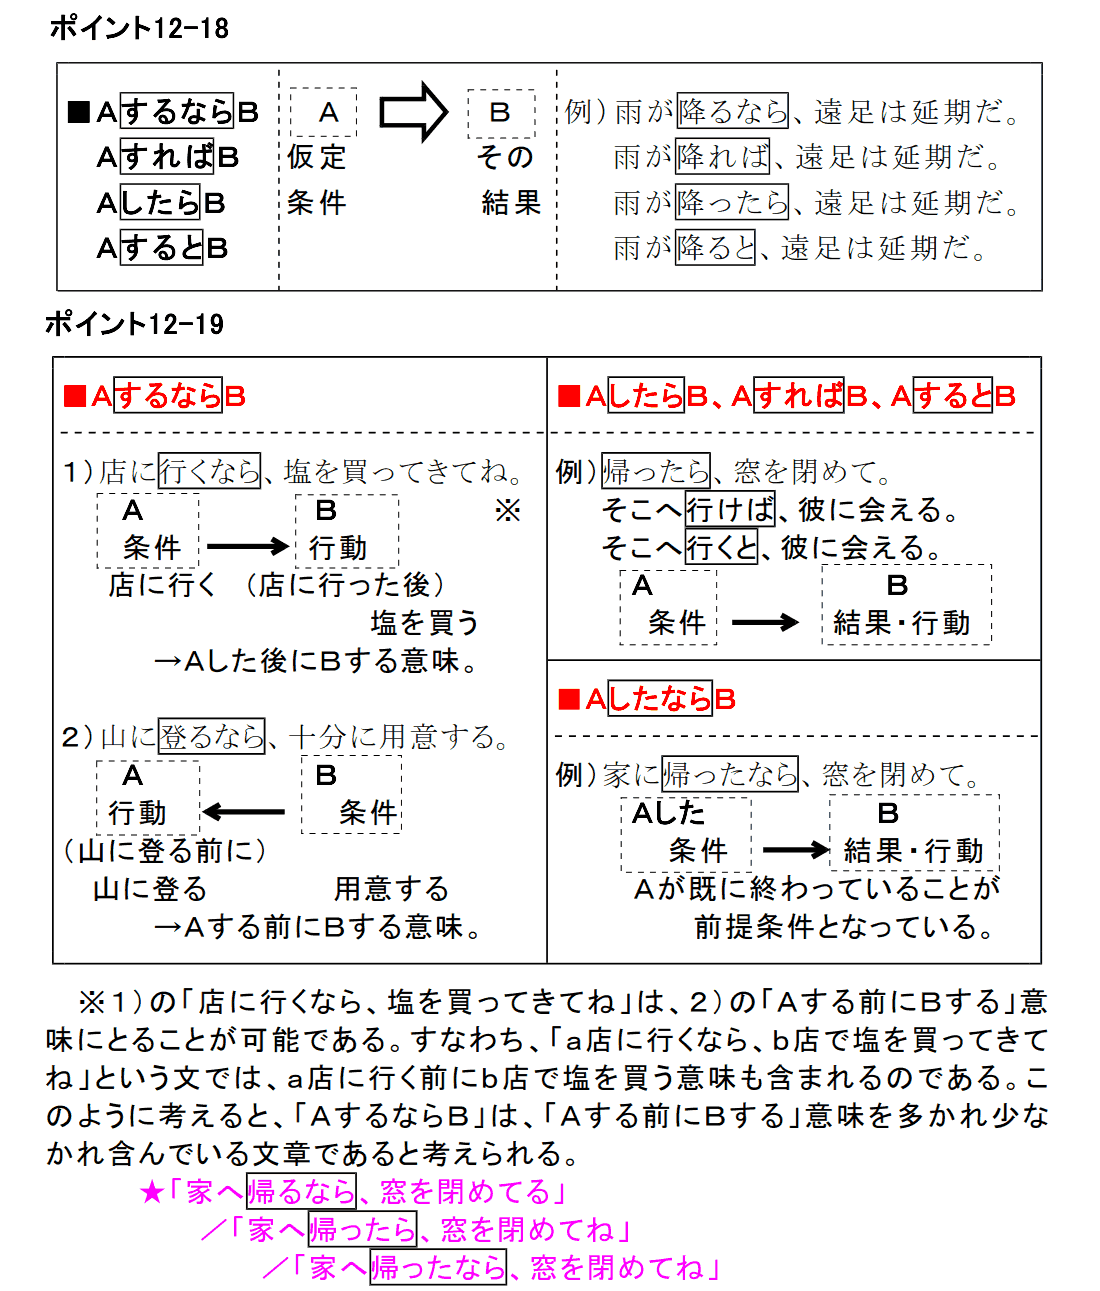 ポイント12-18
■AするならB
AすればB
AしたらB
AするとB
A
仮定
条件
B
その
結果
例）雨が降るなら、遠足は延期だ。
雨が降れば、遠足は延期だ。
雨が降ったら、遠足は延期だ。
雨が降ると、遠足は延期だ。
ポイント12-19
■AするならB
１）店に行くなら、塩を買ってきてね。
※
A
条件
B
行動
店に行く （店に行った後）
塩を買う
→Ａした後にＢする意味。
２）山に登るなら、十分に用意する。
A
行動
B
条件
（山に登る前に）
山に登る 用意する
→Ａする前にＢする意味。
■AしたらB、AすればB、AするとB
例）帰ったら、窓を閉めて。
そこへ行けば、彼に会える。
そこへ行くと、彼に会える。
A
条件
B
結果・行動
■AしたならB
例）家に帰ったなら、窓を閉めて。
Aした
条件
B
結果・行動
Ａが既に終わっていることが
前提条件となっている。
※１）の「店に行くなら、塩を買ってきてね」は、２）の「Ａする前にＢする」意
味にとることが可能である。すなわち、「ａ店に行くなら、ｂ店で塩を買ってきて
ね」という文では、ａ店に行く前にｂ店で塩を買う意味も含まれるのである。こ
のように考えると、「ＡするならＢ」は、「Ａする前にＢする」意味を多かれ少な
かれ含んでいる文章であると考えられる。
★「家へ帰るなら、窓を閉めてる」
／「家へ帰ったら、窓を閉めてね」
／「家へ帰ったなら、窓を閉めてね」